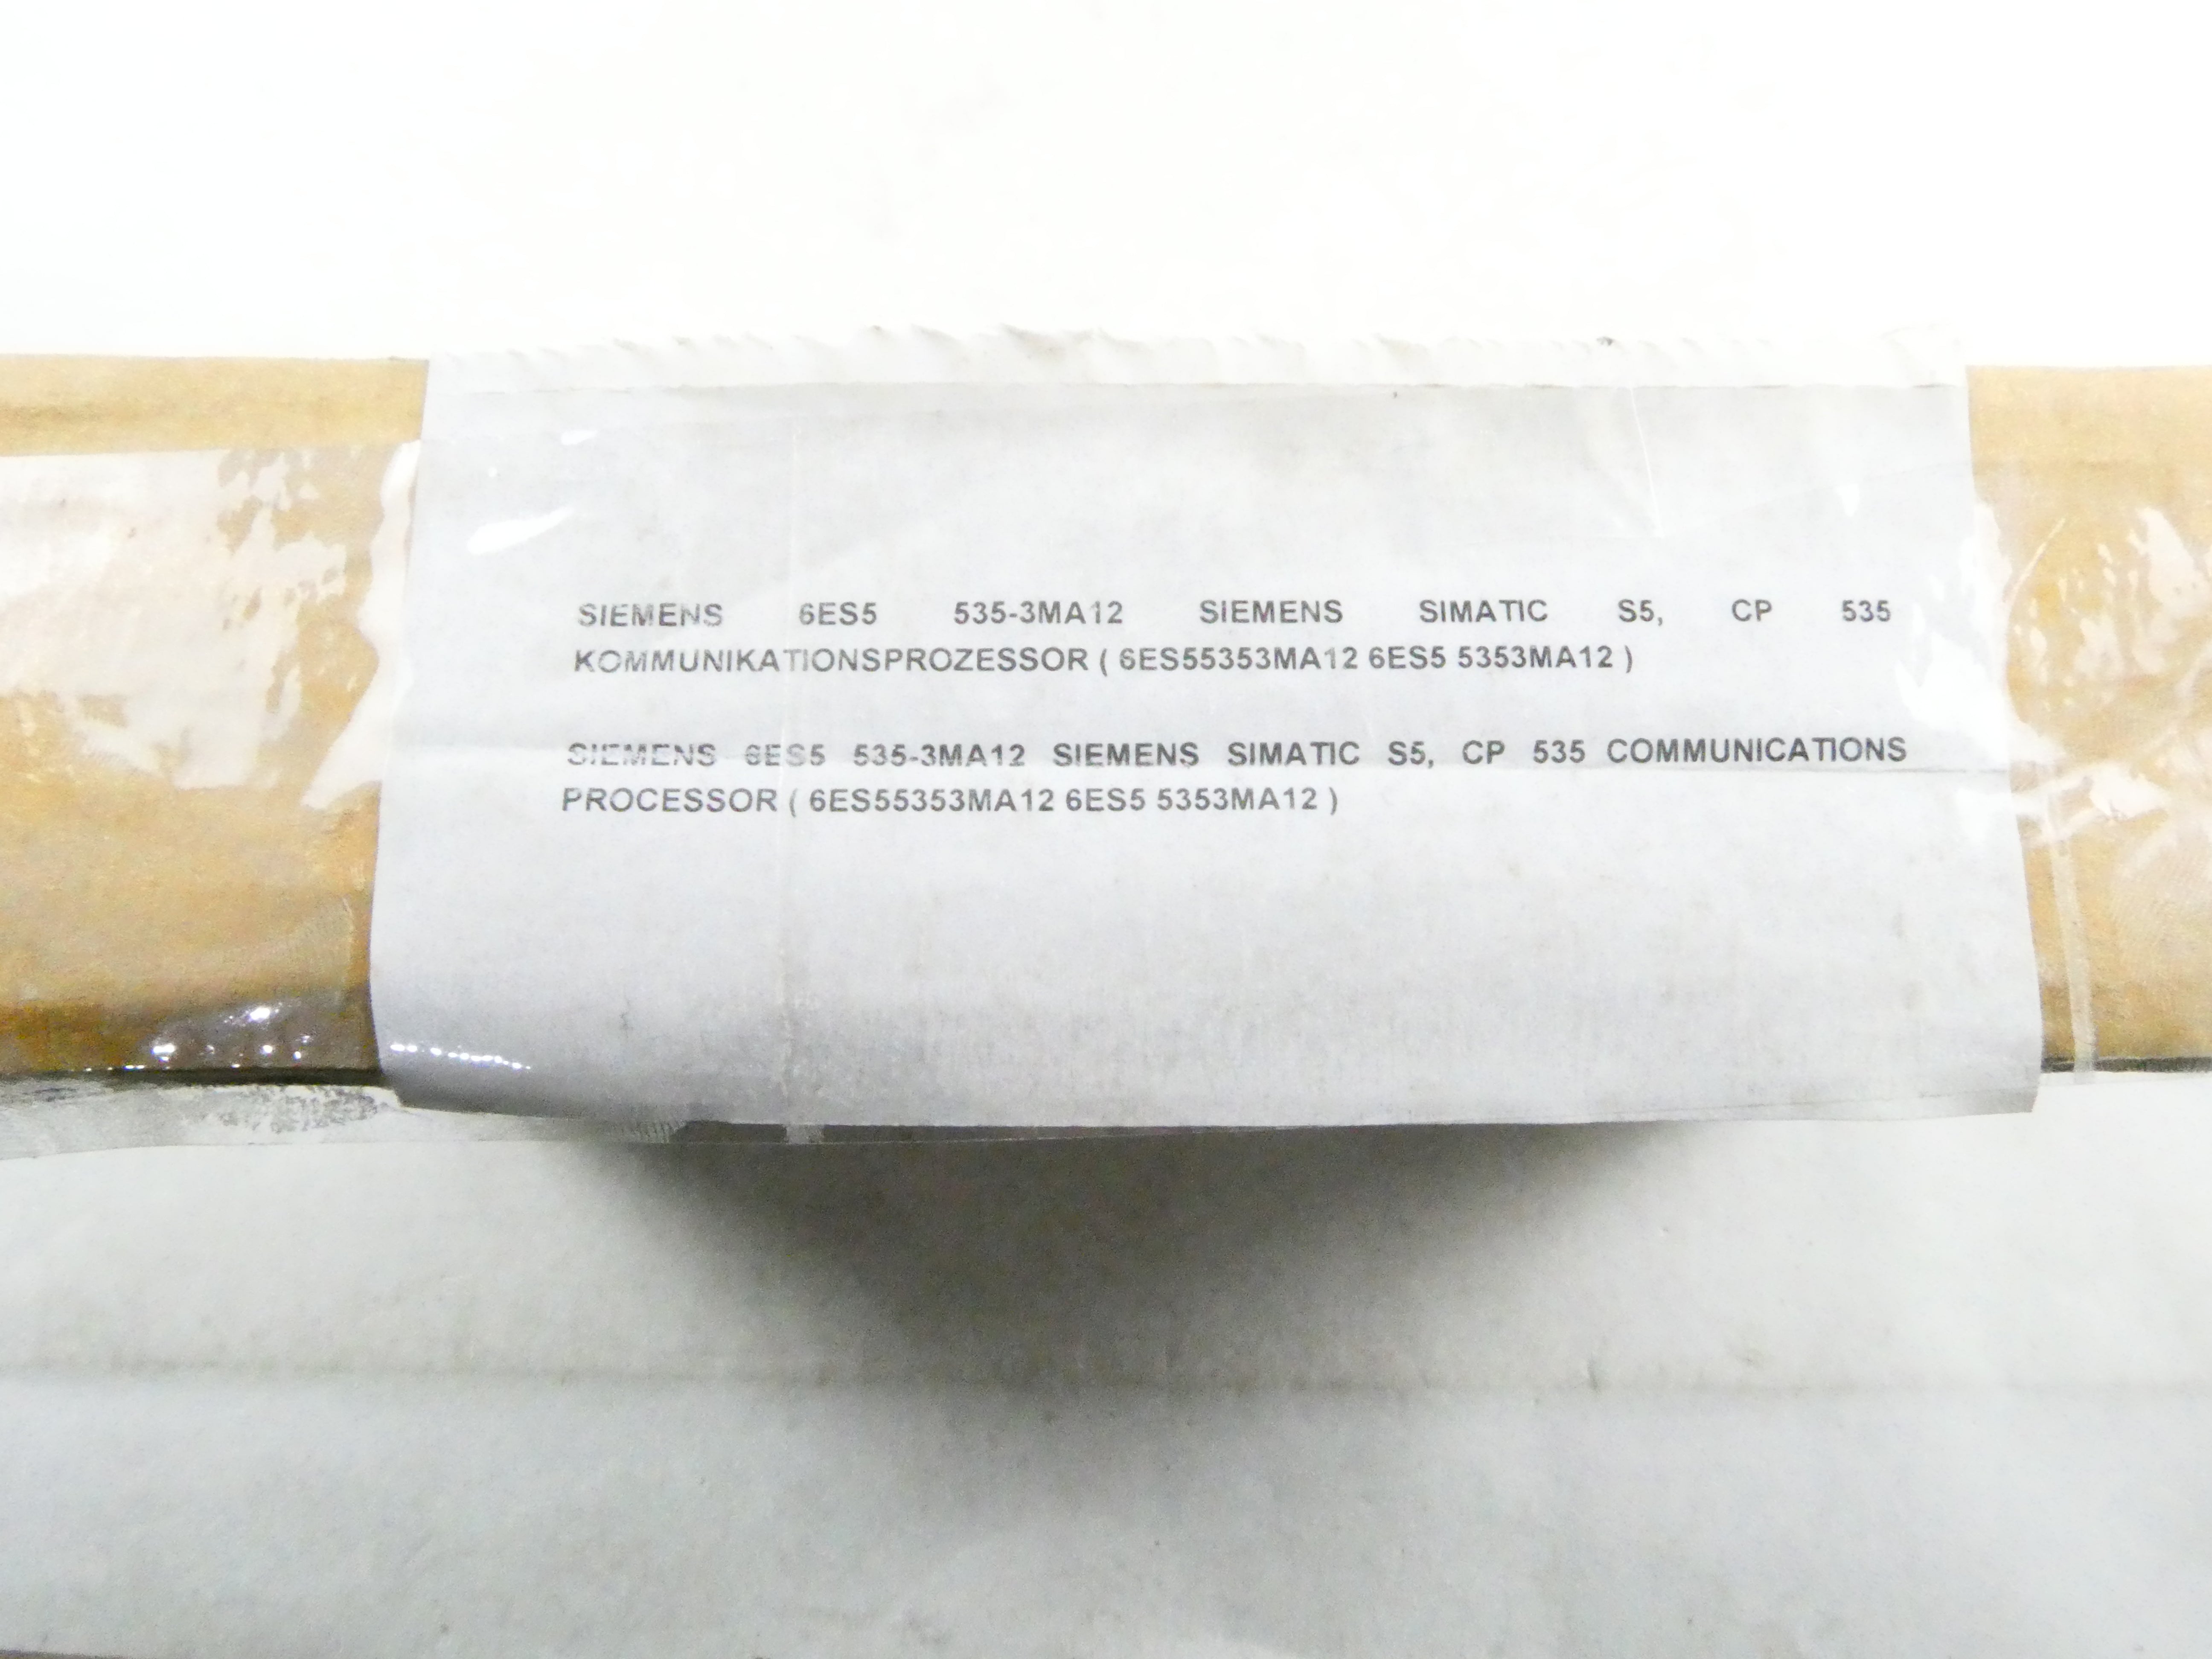 SIEMENS 6ES5 535-3MA12 SIEMENS SIMATIC S5, CP 535
KOMMUNIKATIONSPROZESSOR ( 6ES55353MA12 6ES5 5353MA12 )
SIEMENS 6ES5 535-3MA12 SIEMENS SIMATIC S5, CP 535 COMMUNICATIONS
PROCESSOR ( 6ES55353MA12 6ES5 5353MA12 )